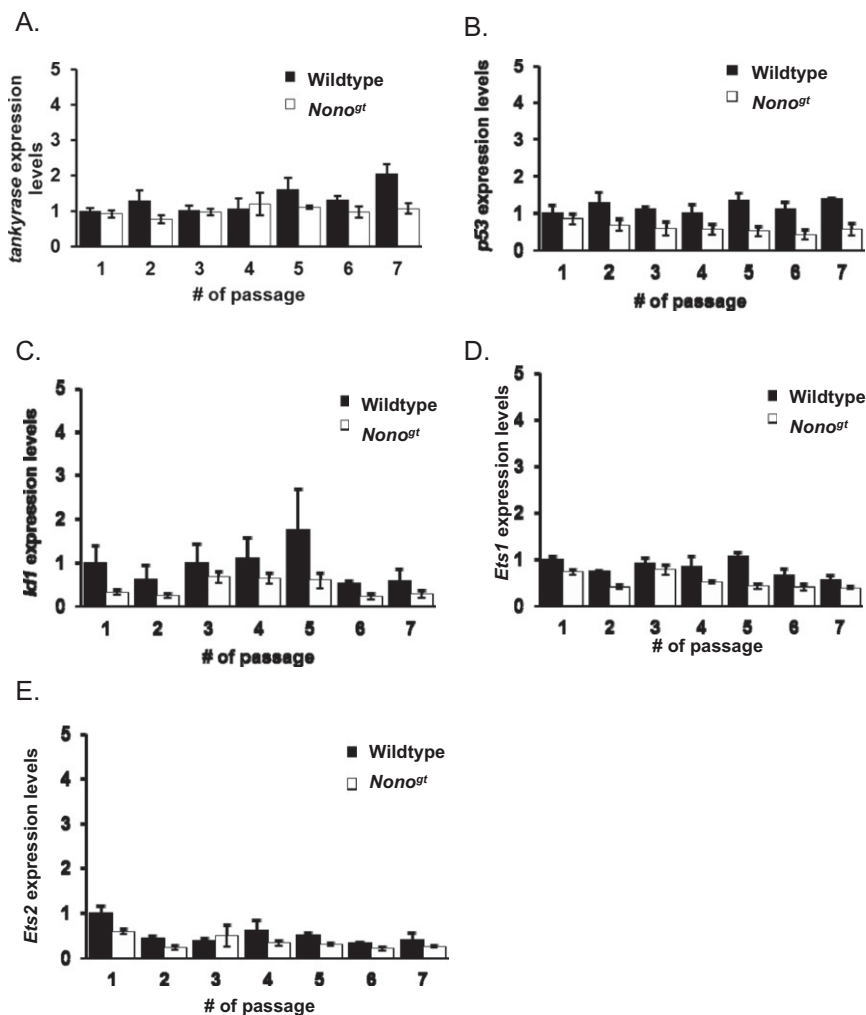 A.
tankyrase expression
levels
5
4
3
2
1
0
Wildtype
Nonogt
1 2 3 4 5 6 7
# of passage
B.
p53 expression levels
5
4
3
2
1
0
Wildtype
Nonogt
1 2 3 4 5 6 7
# of passage
C.
Id1 expression levels
5
4
3
2
1
0
Wildtype
Nonogt
1 2 3 4 5 6 7
# of passage
D.
Ets1 expression levels
5
4
3
2
1
0
Wildtype
Nonogt
1 2 3 4 5 6 7
# of passage
E.
Ets2 expression levels
5
4
3
2
1
0
Wildtype
Nonogt
1 2 3 4 5 6 7
# of passage